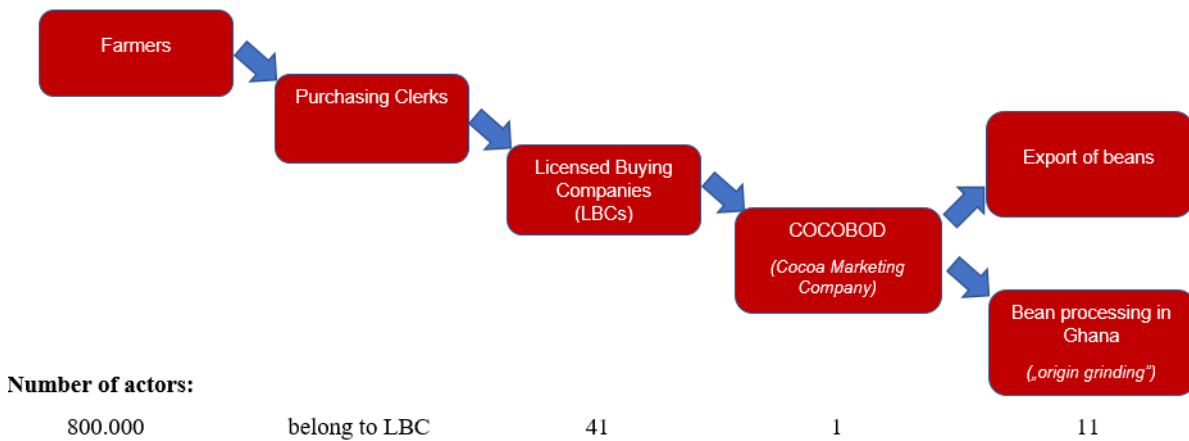 Farmers
Purchasing Clerks
Licensed Buying
Companies
(LBCs)
COCOBOD
(Cocoa Marketing
Company)
Export of beans
Bean processing in
Ghana
(„origin grinding“)
Number of actors:
800.000 belong to LBC 41 1 11